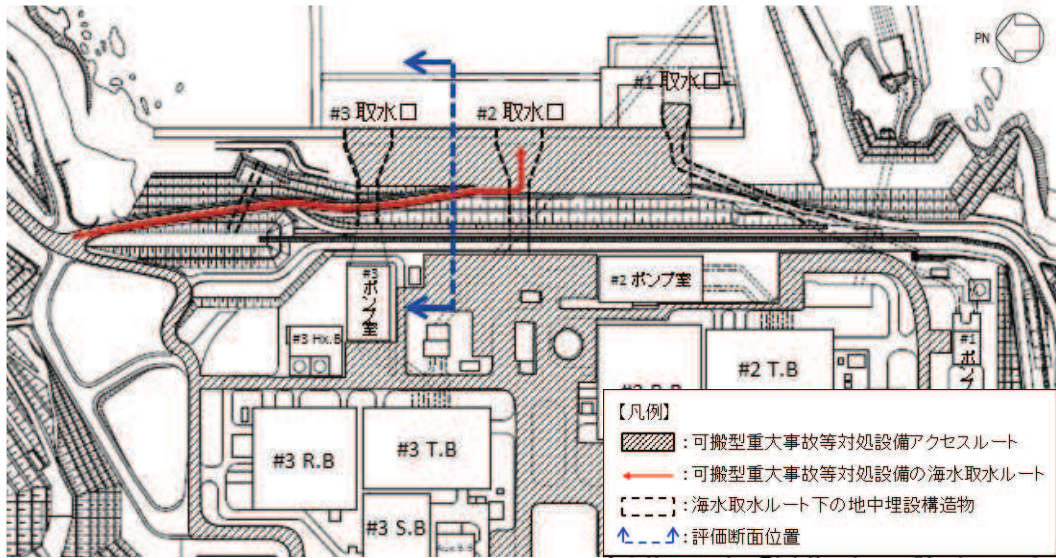 PN
#1 取水口
#3 取水口
#2 取水口
#3 ポンプ室
#2 ポンプ室
#3 Hx.B
#1 ポンプ
#2 T.B
#3 R.B
#3 T.B
#3 S.B
【凡例】
:可搬型重大事故等対処設備アクセスルート
:可搬型重大事故等対処設備の海水取水ルート
:海水取水ルート下の地中埋設構造物
:評価断面位置